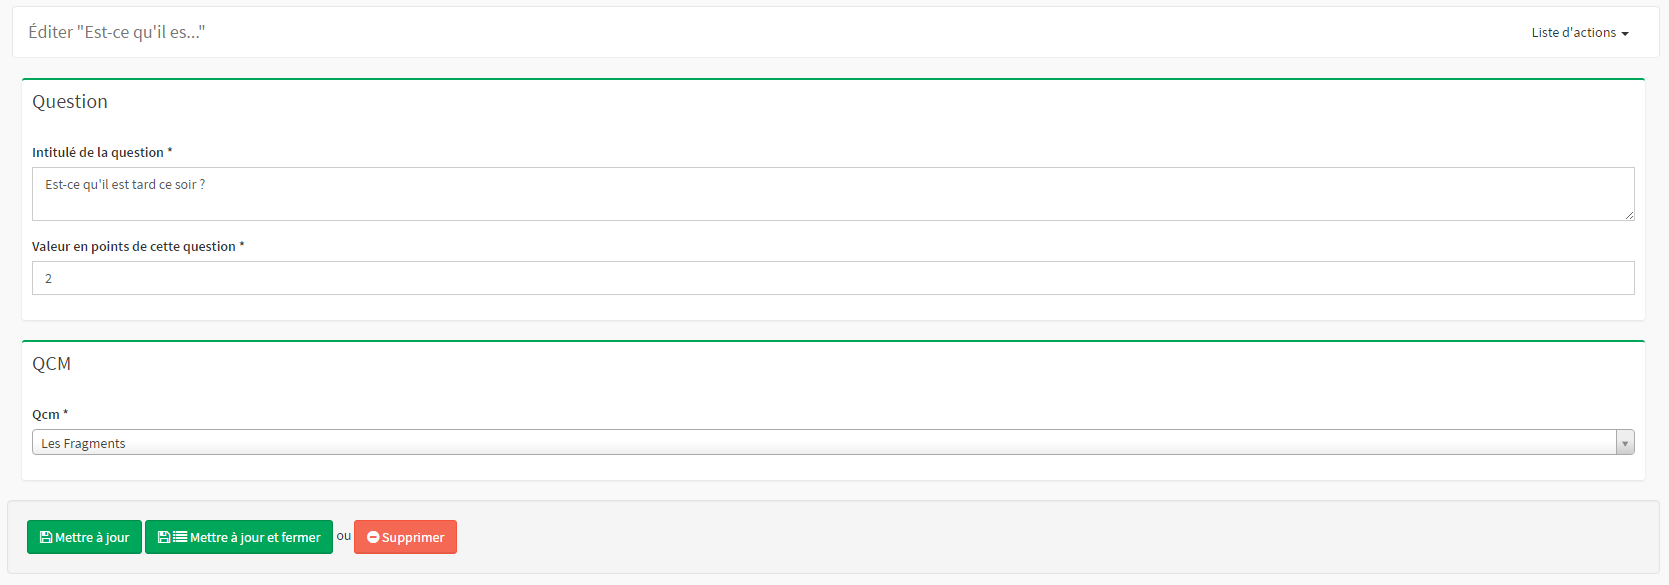 Éditer "Est-ce qu'il es..."
Liste d'actions
Question
Intitulé de la question *
Est-ce qu'il est tard ce soir ?
Valeur en points de cette question *
2
QCM
Qcm *
Les Fragments
Mettre à jour Mettre à jour et fermer ou Supprimer